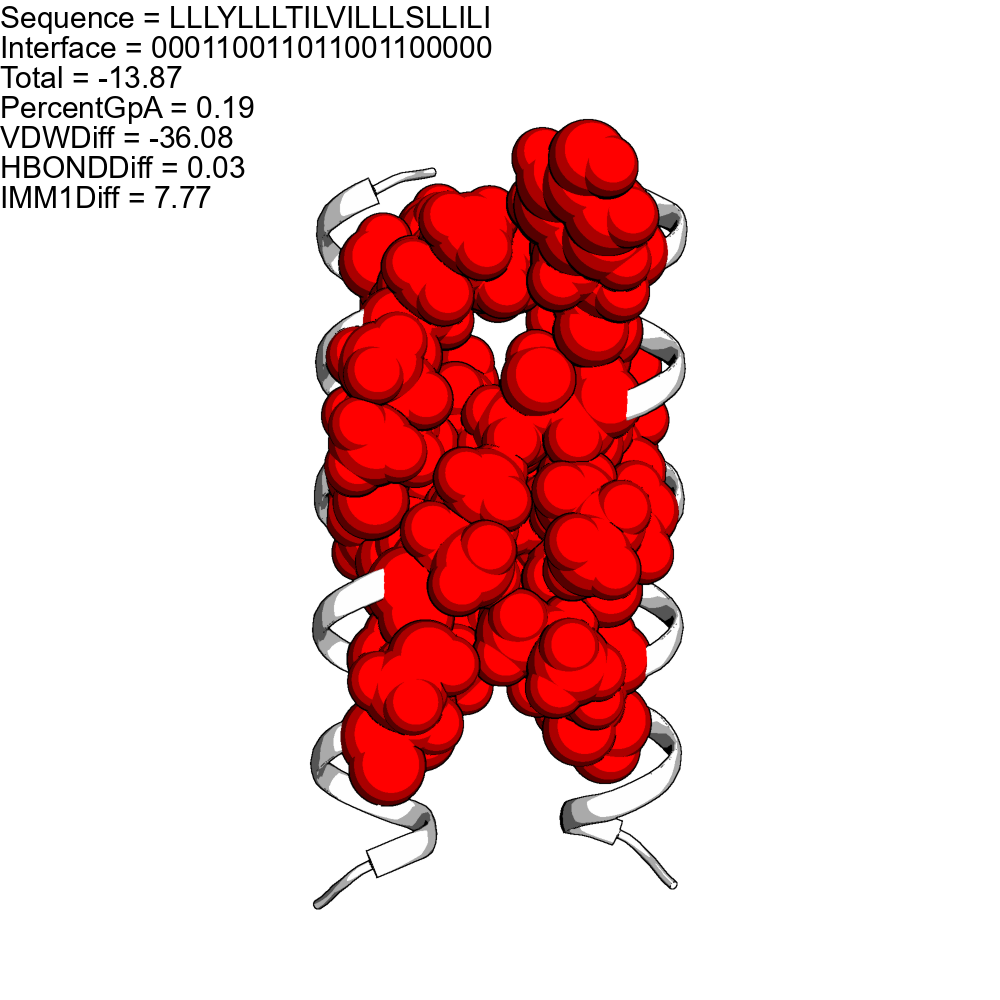 Sequence = LLLYLLLTILVILLLSLLILI
Interface = 000110011011001100000
Total = -13.87
PercentGpA = 0.19
VDWDiff = -36.08
HBONDDiff = 0.03
IMM1Diff = 7.77